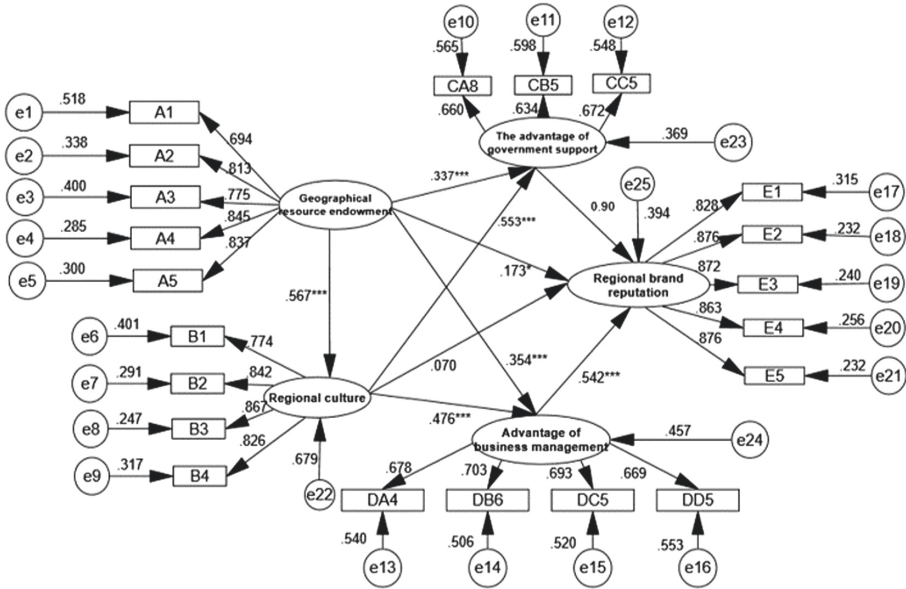 e10
e11
e12
.565
.598
.548
CA8
CB5
CC5
.660
.634
.672
The advantage of
government support
.369
e23
e1
.518
A1
e2
.338
A2
e3
.400
A3
e4
.285
A4
e5
.300
A5
.694
.813
.775
.845
.837
Geographical
resource endowment
.337***
.553***
.173*
.567***
.354***
0.90
e25
.394
Regional brand
reputation
.828
.876
.872
.863
.876
E1
.315
e17
E2
.232
e18
E3
.240
e19
E4
.256
e20
E5
.232
e21
e6
.401
B1
e7
.291
B2
e8
.247
B3
e9
.317
B4
.774
.842
.867
.826
Regional culture
.679
e22
.070
.476***
.542***
Advantage of
business management
.457
e24
.678
.703
.693
.669
DA4
DB6
DC5
DD5
.540
.506
.520
.553
e13
e14
e15
e16